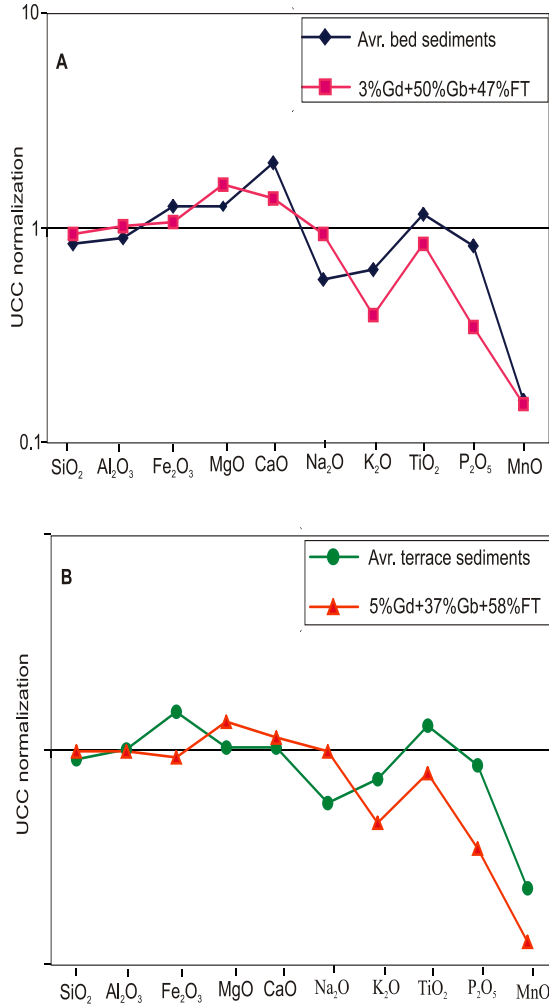 10
A
Avr. bed sediments
3%Gd+50%Gb+47%FT
UCC normalization
1
0.1
SiO₂ Al₂O₃ Fe₂O₃ MgO CaO Na₂O K₂O TiO₂ P₂O₅ MnO
B
Avr. terrace sediments
5%Gd+37%Gb+58%FT
UCC normalization
SiO₂ Al₂O₃ Fe₂O₃ MgO CaO Na₂O K₂O TiO₂ P₂O₅ MnO